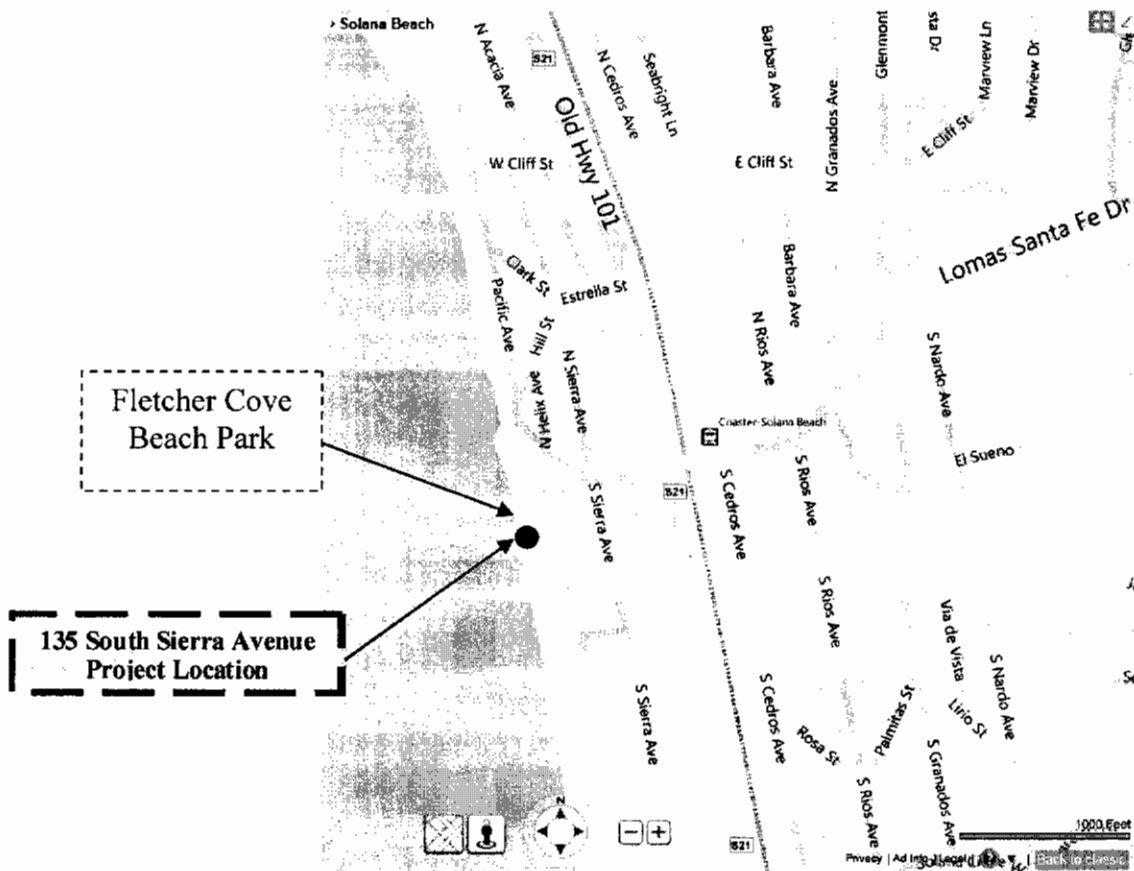 › Solana Beach
N Acacia Ave
S21
N Cedros Ave
Seabright Ln
Barbara Ave
N Granados Ave
Glenmont
sta Dr
Marview Ln
Marview Dr
Old Hwy 101
W Cliff St
E Cliff St
E Cliff St
Lomas Santa Fe Dr
Clark St
Estrella St
Pacific Ave
Hill St
Barbara Ave
N Rios Ave
S Nardo Ave
N Helix Ave
N Sierra Ave
Fletcher Cove
Beach Park
Coaster-Solana Beach
El Sueno
S Sierra Ave
S21
S Cedros Ave
S Rios Ave
S Rios Ave
135 South Sierra Avenue
Project Location
Via de Vista
S Nardo Ave
Lirio St
S Sierra Ave
S Cedros Ave
Rosa St
Palmitas St
S Granados Ave
S Rios Ave
N
S21
1000 Feet
Privacy | Ad Info | Legal |
Back to classic